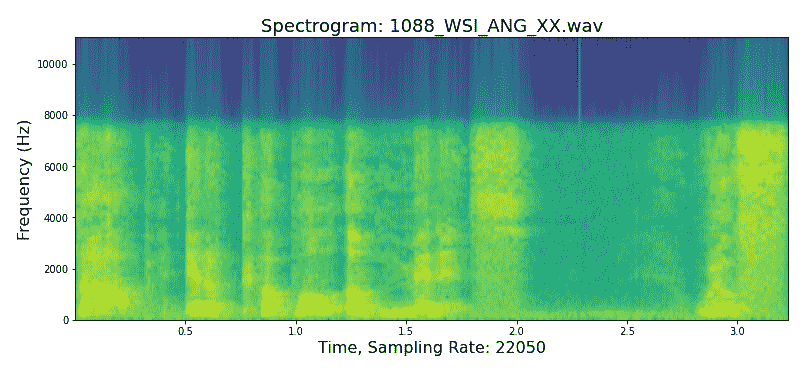 Spectrogram: 1088_WSI_ANG_XX.wav
Frequency (Hz)
10000
8000
6000
4000
2000
0
0.5 1.0 1.5 2.0 2.5 3.0
Time, Sampling Rate: 22050